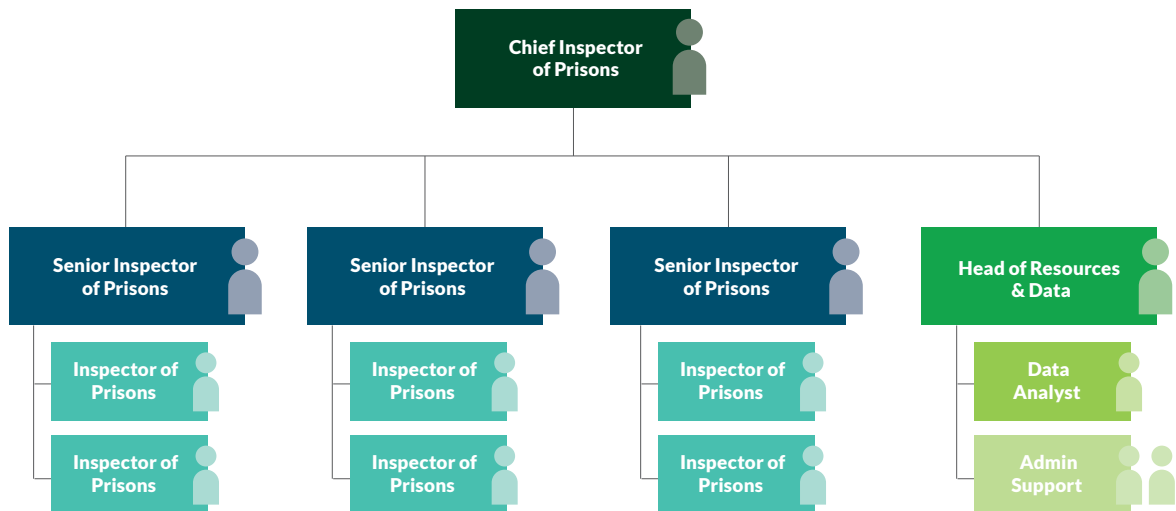 Chief Inspector
of Prisons
Senior Inspector
of Prisons
Senior Inspector
of Prisons
Senior Inspector
of Prisons
Head of Resources
& Data
Inspector of
Prisons
Inspector of
Prisons
Inspector of
Prisons
Data
Analyst
Inspector of
Prisons
Inspector of
Prisons
Inspector of
Prisons
Admin
Support